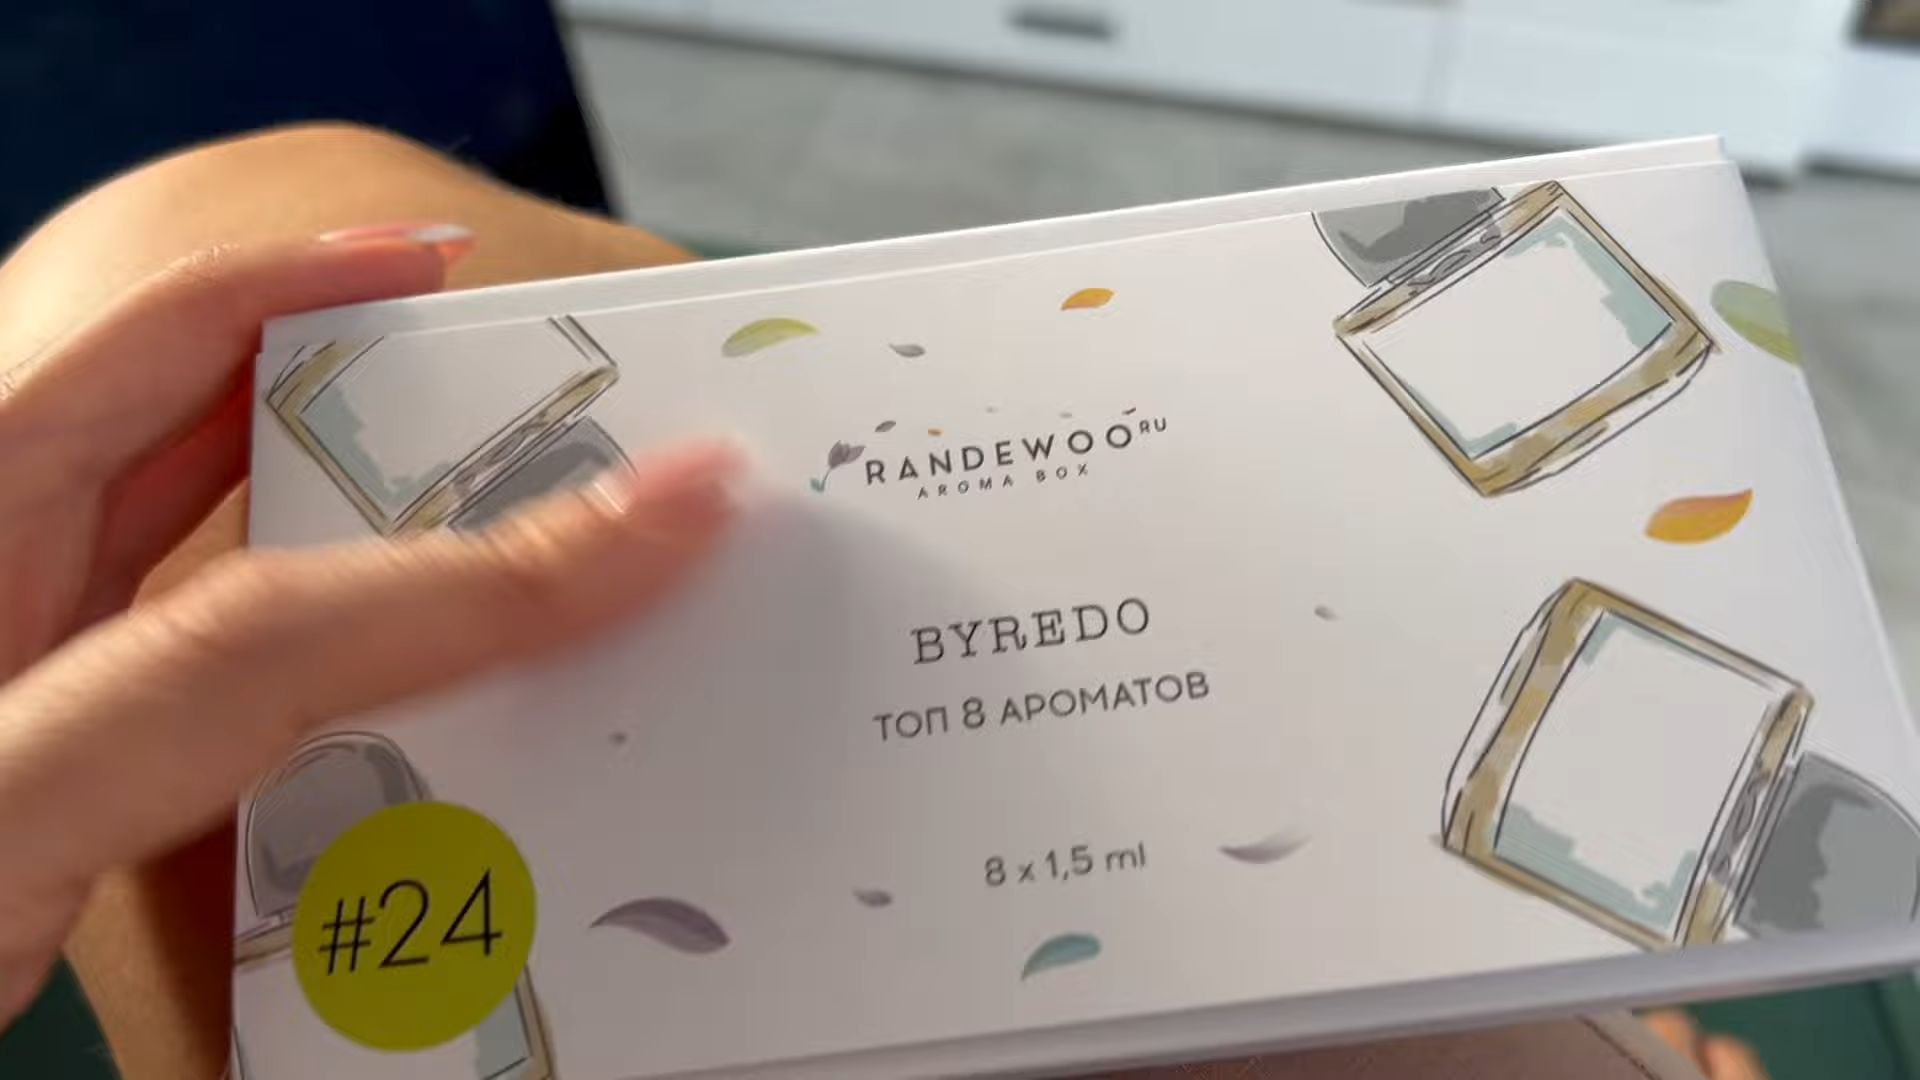 RANDEWOO RU
AROMA BOX
BYREDO
ТОП 8 АРОМАТОВ
8 x 1,5 ml
#24